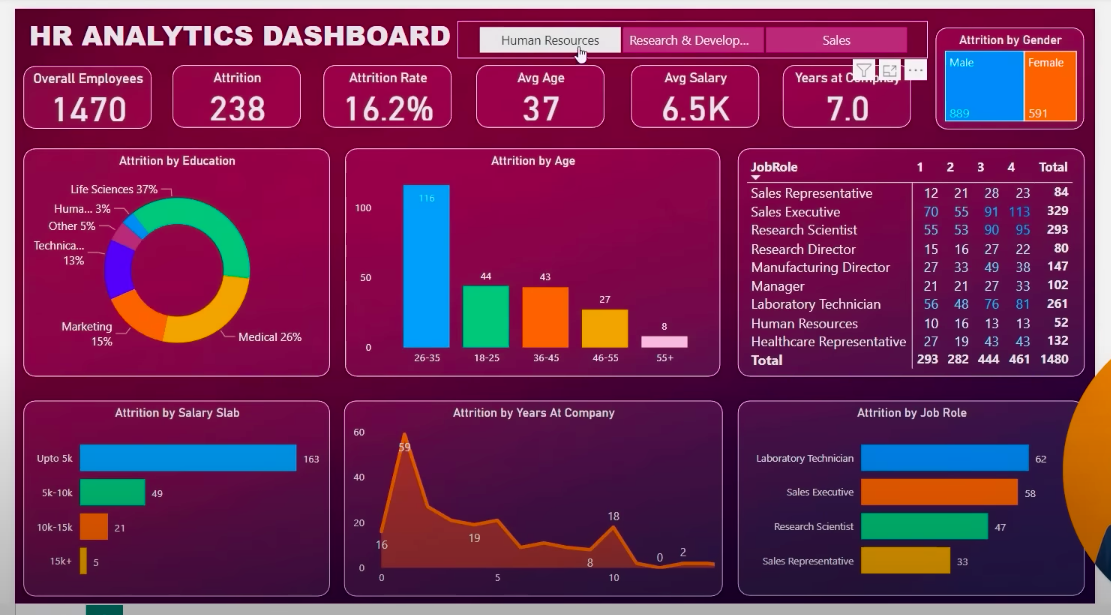 HR ANALYTICS DASHBOARD
Human Resources
Research & Develop...
Sales
Overall Employees
1470
Attrition
238
Attrition Rate
16.2%
Avg Age
37
Avg Salary
6.5K
Years at Company
7.0
Attrition by Gender
Male
Female
889
591
Attrition by Education
Life Sciences 37%
Huma... 3%
Other 5%
Technica...
13%
Marketing
15%
Medical 26%
Attrition by Age
100
50
0
116
44
43
27
8
26-35
18-25
36-45
46-55
55+
JobRole 1 2 3 4 Total
Sales Representative 12 21 28 23 84
Sales Executive 70 55 91 113 329
Research Scientist 55 53 90 95 293
Research Director 15 16 27 22 80
Manufacturing Director 27 33 49 38 147
Manager 21 21 27 33 102
Laboratory Technician 56 48 76 81 261
Human Resources 10 16 13 13 52
Healthcare Representative 27 19 43 43 132
Total 293 282 444 461 1480
Attrition by Salary Slab
Upto 5k 163
5k-10k 49
10k-15k 21
15k+ 5
Attrition by Years At Company
60
40
20
0
59
16
19
8
18
0
2
0
5
10
Attrition by Job Role
Laboratory Technician 62
Sales Executive 58
Research Scientist 47
Sales Representative 33